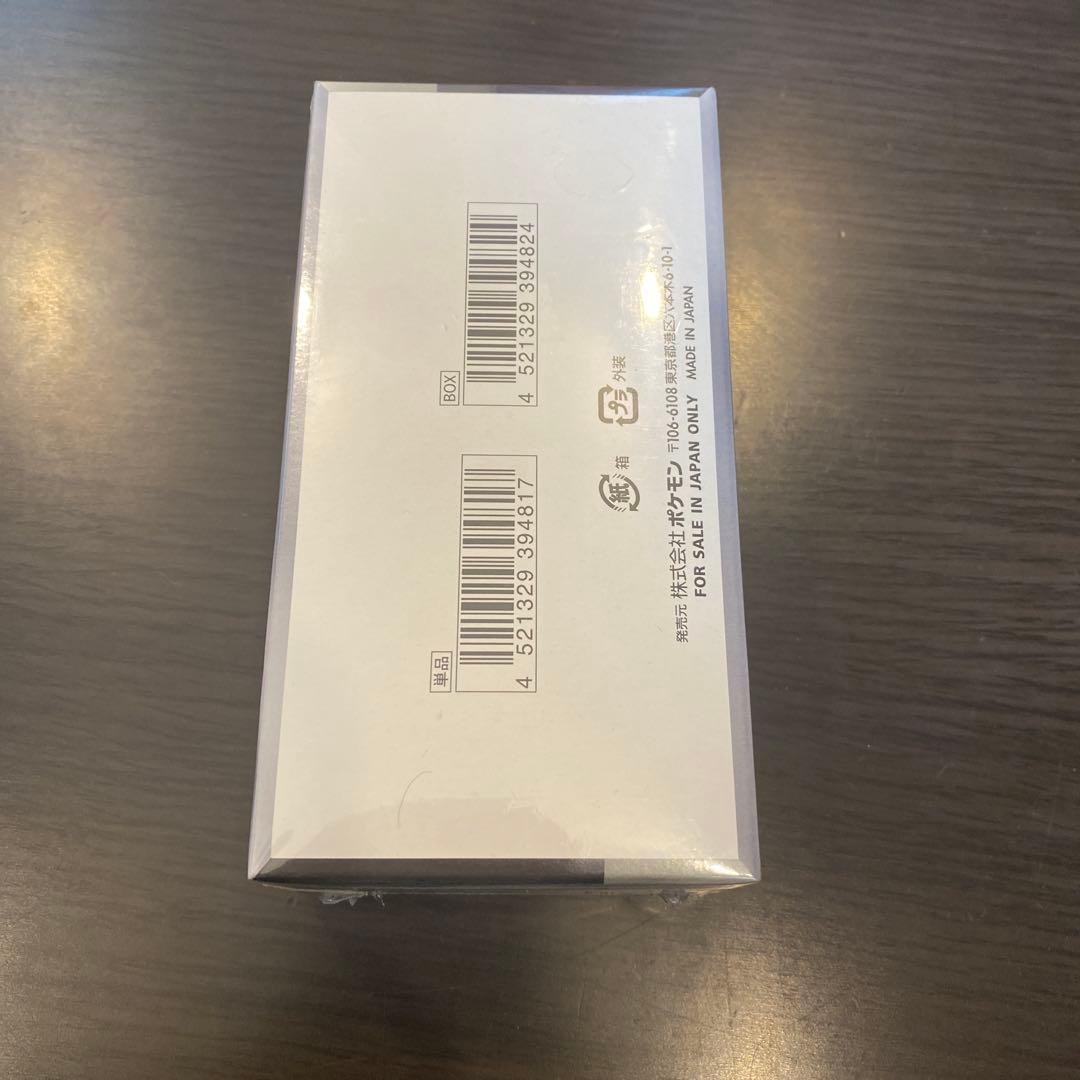 単品
4 521329 394817
BOX
4 521329 394824
紙 箱
プラ 外装
発売元 株式会社 ポケモン 〒106-6108 東京都港区六本木6-10-1
FOR SALE IN JAPAN ONLY MADE IN JAPAN